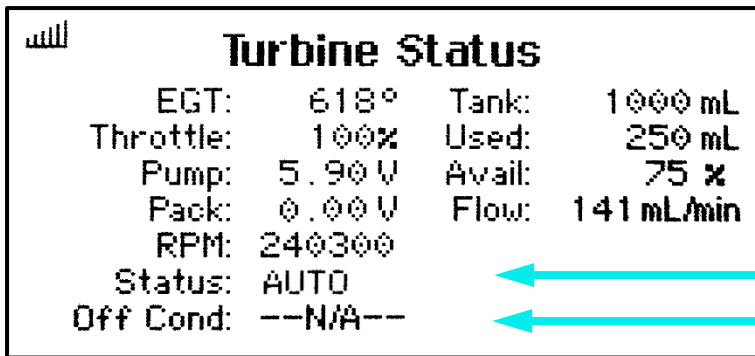 Turbine Status
EGT: 618° Tank: 1000 mL
Throttle: 100% Used: 250 mL
Pump: 5.90 V Avail: 75 %
Pack: 0.00 V Flow: 141 mL/min
RPM: 240300
Status: AUTO
Off Cond: --N/A--